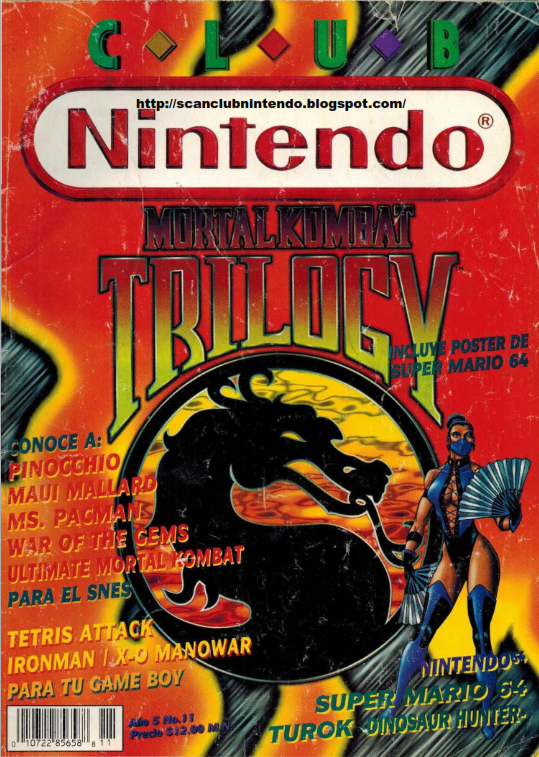 CLUB
http://scanclubnintendo.blogspot.com/
Nintendo®
MORTAL KOMBAT
TRILOGY™
INCLUYE POSTER DE
SUPER MARIO 64
CONOCE A:
PINOCCHIO
MAUI MALLARD
MS. PACMAN
WAR OF THE GEMS
ULTIMATE MORTAL KOMBAT
PARA EL SNES
TETRIS ATTACK
IRONMAN / X-O MANOWAR
PARA TU GAME BOY
NINTENDO64
SUPER MARIO 64
TUROK -DINOSAUR HUNTER-
Año 5 No.11
Precio $12.00 M.N.
0 10722 85658 8 11